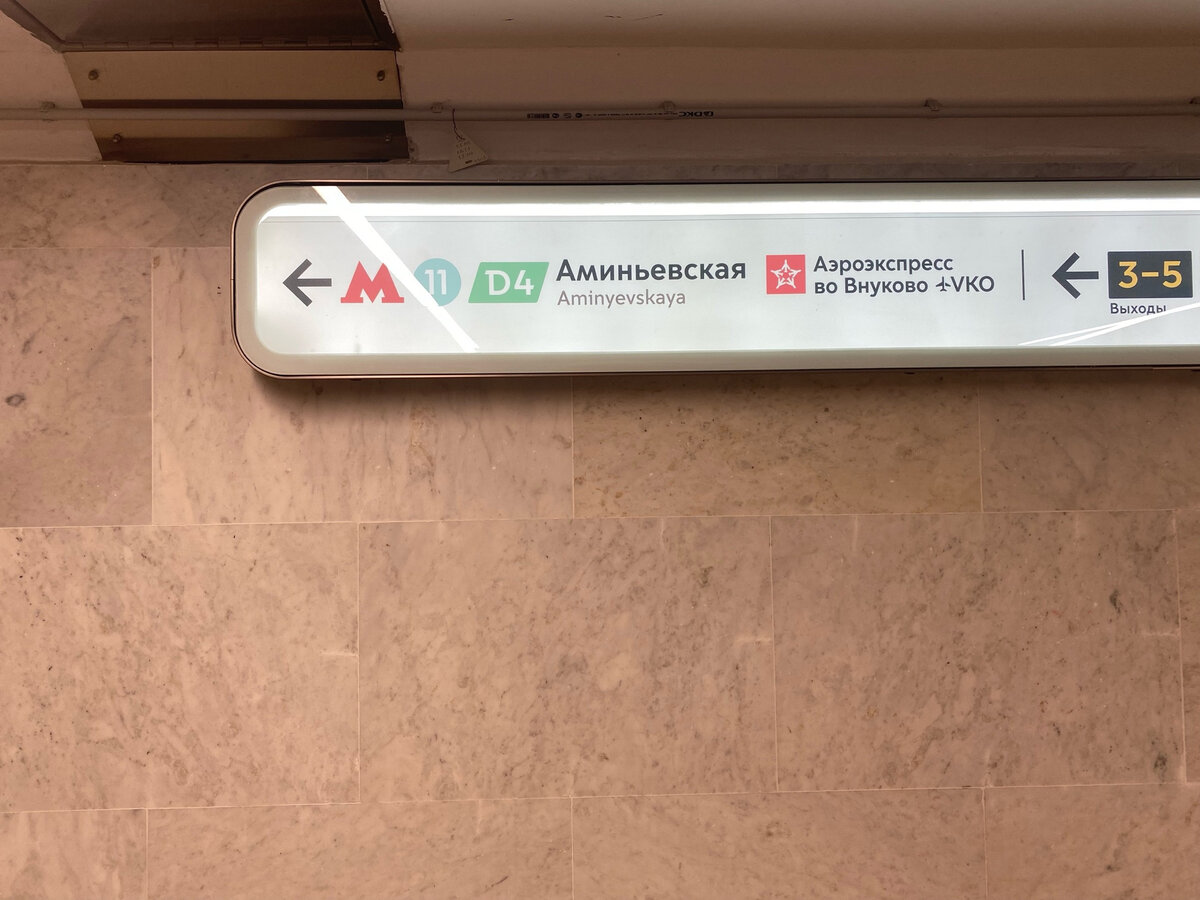 М 11 D4 Аминьевская
Aminyevskaya
Аэроэкспресс
во Внуково VKO
3–5
Выходы